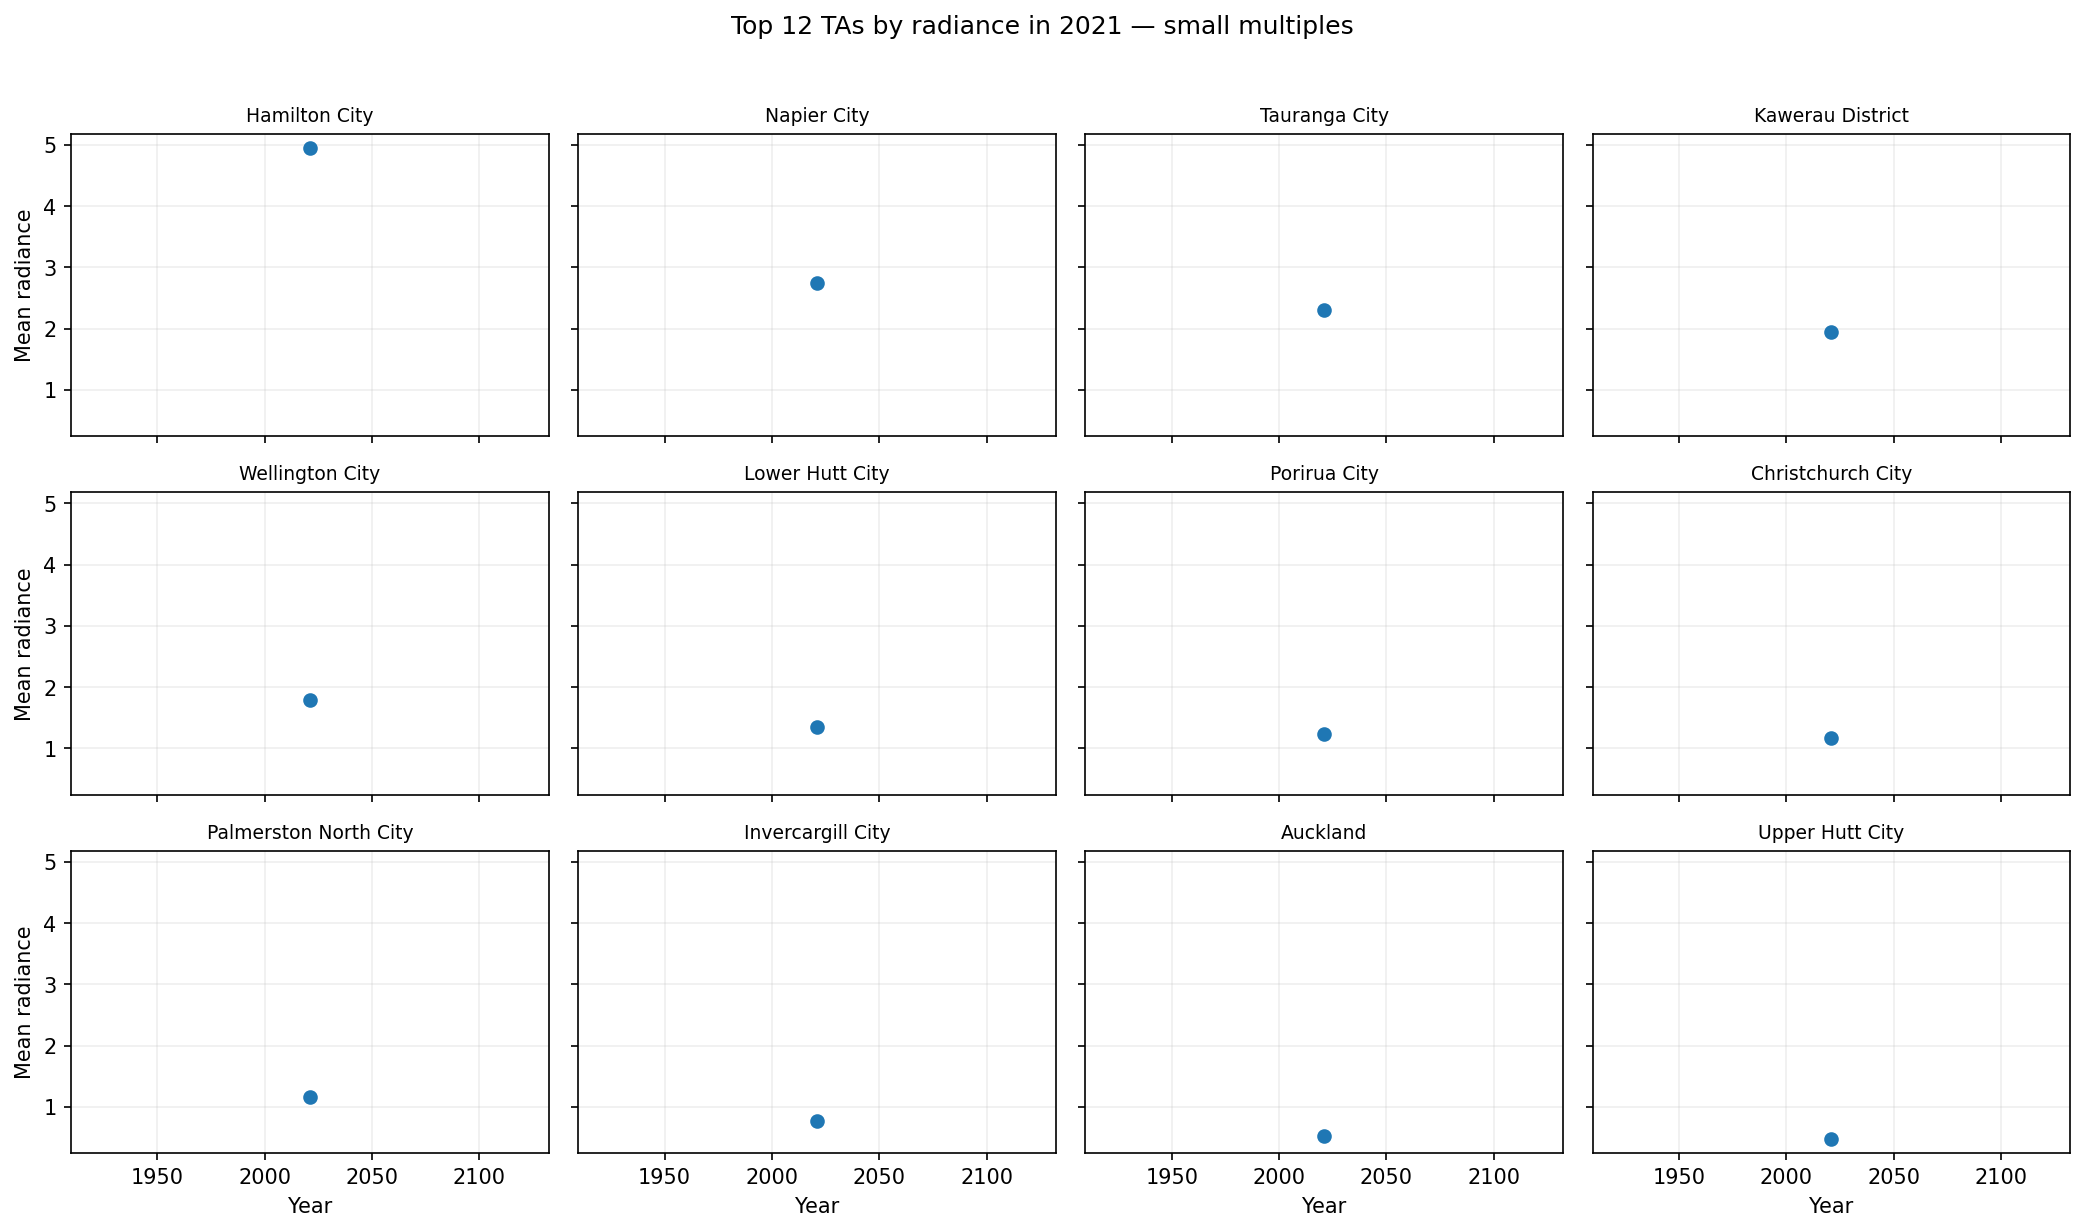 Top 12 TAs by radiance in 2021 — small multiples
Hamilton City
Napier City
Tauranga City
Kawerau District
5
4
3
2
1
Mean radiance
Wellington City
Lower Hutt City
Porirua City
Christchurch City
5
4
3
2
1
Mean radiance
Palmerston North City
Invercargill City
Auckland
Upper Hutt City
5
4
3
2
1
Mean radiance
1950 2000 2050 2100
1950 2000 2050 2100
1950 2000 2050 2100
1950 2000 2050 2100
Year
Year
Year
Year